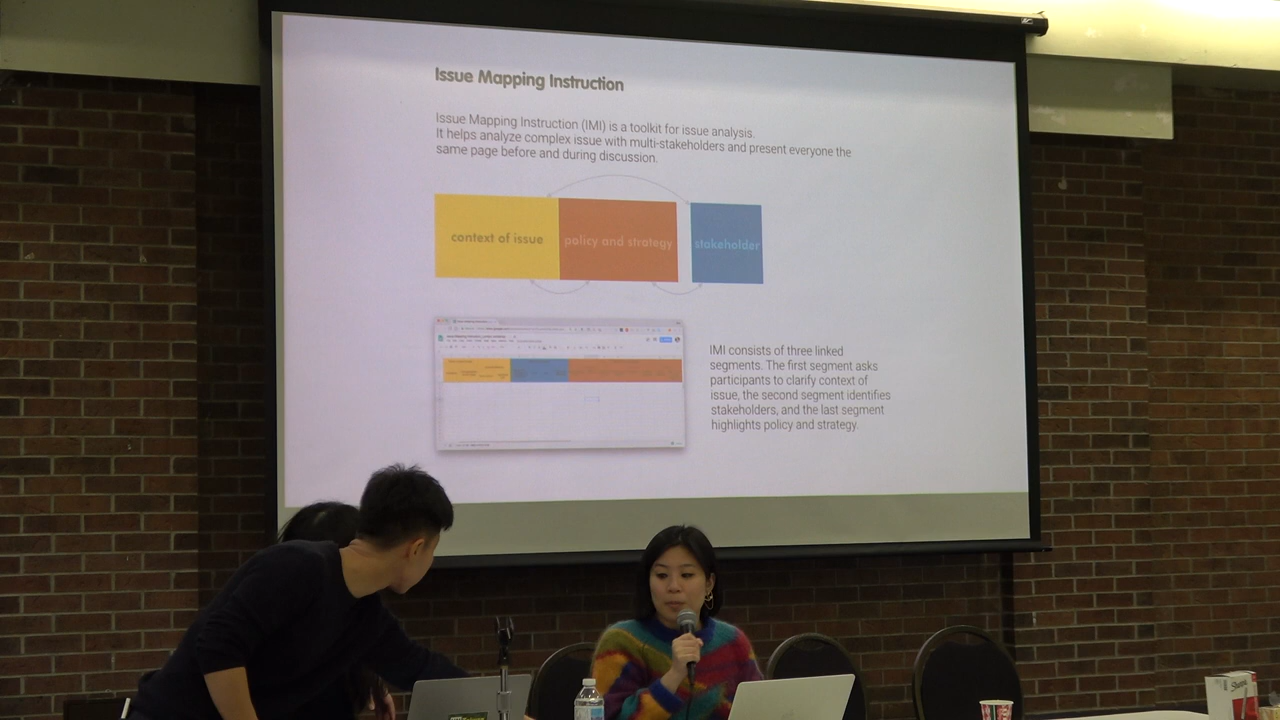 Issue Mapping Instruction
Issue Mapping Instruction (IMI) is a toolkit for issue analysis.
It helps analyze complex issue with multi-stakeholders and present everyone the
same page before and during discussion.
context of issue
policy and strategy
stakeholder
IMI consists of three linked
segments. The first segment asks
participants to clarify context of
issue, the second segment identifies
stakeholders, and the last segment
highlights policy and strategy.